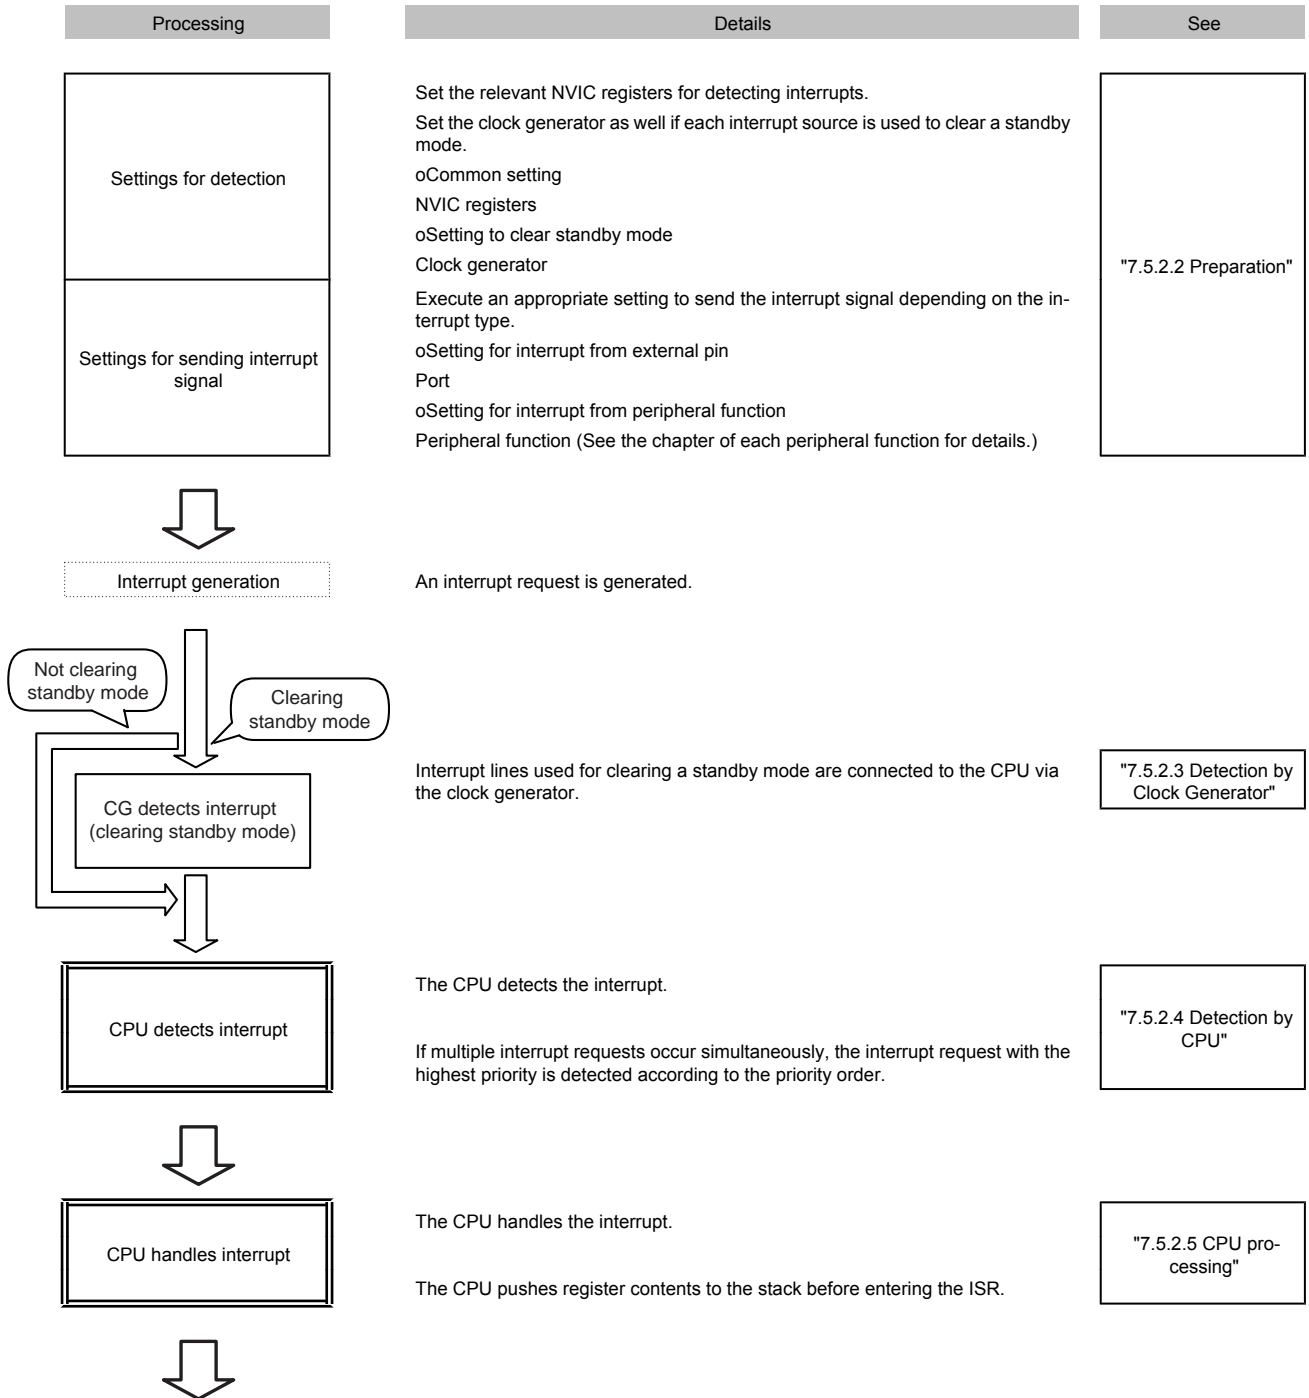 Processing
Details
See
Settings for detection
Set the relevant NVIC registers for detecting interrupts.
Set the clock generator as well if each interrupt source is used to clear a standby
mode.
oCommon setting
NVIC registers
oSetting to clear standby mode
Clock generator
"7.5.2.2 Preparation"
Settings for sending interrupt
signal
Execute an appropriate setting to send the interrupt signal depending on the in-
terrupt type.
oSetting for interrupt from external pin
Port
oSetting for interrupt from peripheral function
Peripheral function (See the chapter of each peripheral function for details.)
Interrupt generation
An interrupt request is generated.
Not clearing
standby mode
Clearing
standby mode
CG detects interrupt
(clearing standby mode)
Interrupt lines used for clearing a standby mode are connected to the CPU via
the clock generator.
"7.5.2.3 Detection by
Clock Generator"
CPU detects interrupt
The CPU detects the interrupt.
If multiple interrupt requests occur simultaneously, the interrupt request with the
highest priority is detected according to the priority order.
"7.5.2.4 Detection by
CPU"
CPU handles interrupt
The CPU handles the interrupt.
The CPU pushes register contents to the stack before entering the ISR.
"7.5.2.5 CPU pro-
cessing"